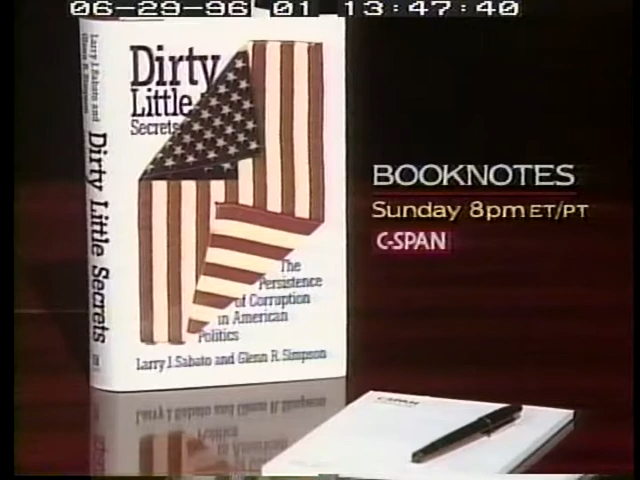 06-29-96 01 13:47:40
Larry J. Sabato and
Glenn R. Simpson
Dirty Little Secrets
Dirty
Little
Secrets
The
Persistence
of Corruption
in American
Politics
Larry J. Sabato and Glenn R. Simpson
BOOKNOTES
Sunday 8pm ET/PT
C-SPAN
C-SPAN